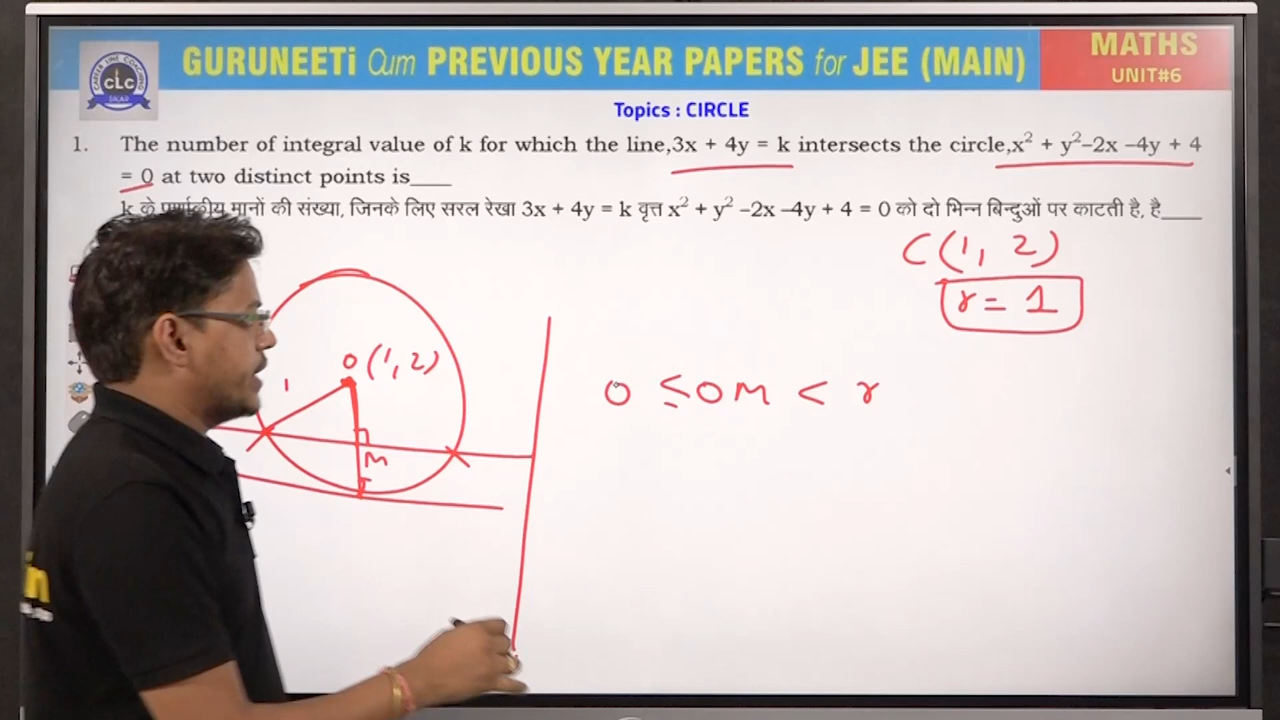 GURUNEETi Cum PREVIOUS YEAR PAPERS for JEE (MAIN)
MATHS
UNIT#6
CLC
SIKAR
Topics : CIRCLE
1. The number of integral value of k for which the line,3x + 4y = k intersects the circle,x² + y²–2x –4y + 4
= 0 at two distinct points is____
k के पूर्णांकीय मानों की संख्या, जिनके लिए सरल रेखा 3x + 4y = k वृत्त x² + y² –2x –4y + 4 = 0 को दो भिन्न बिन्दुओं पर काटती है, है____
C (1, 2)
r = 1
O (1, 2)
1
M
0 ≤ OM < r
in